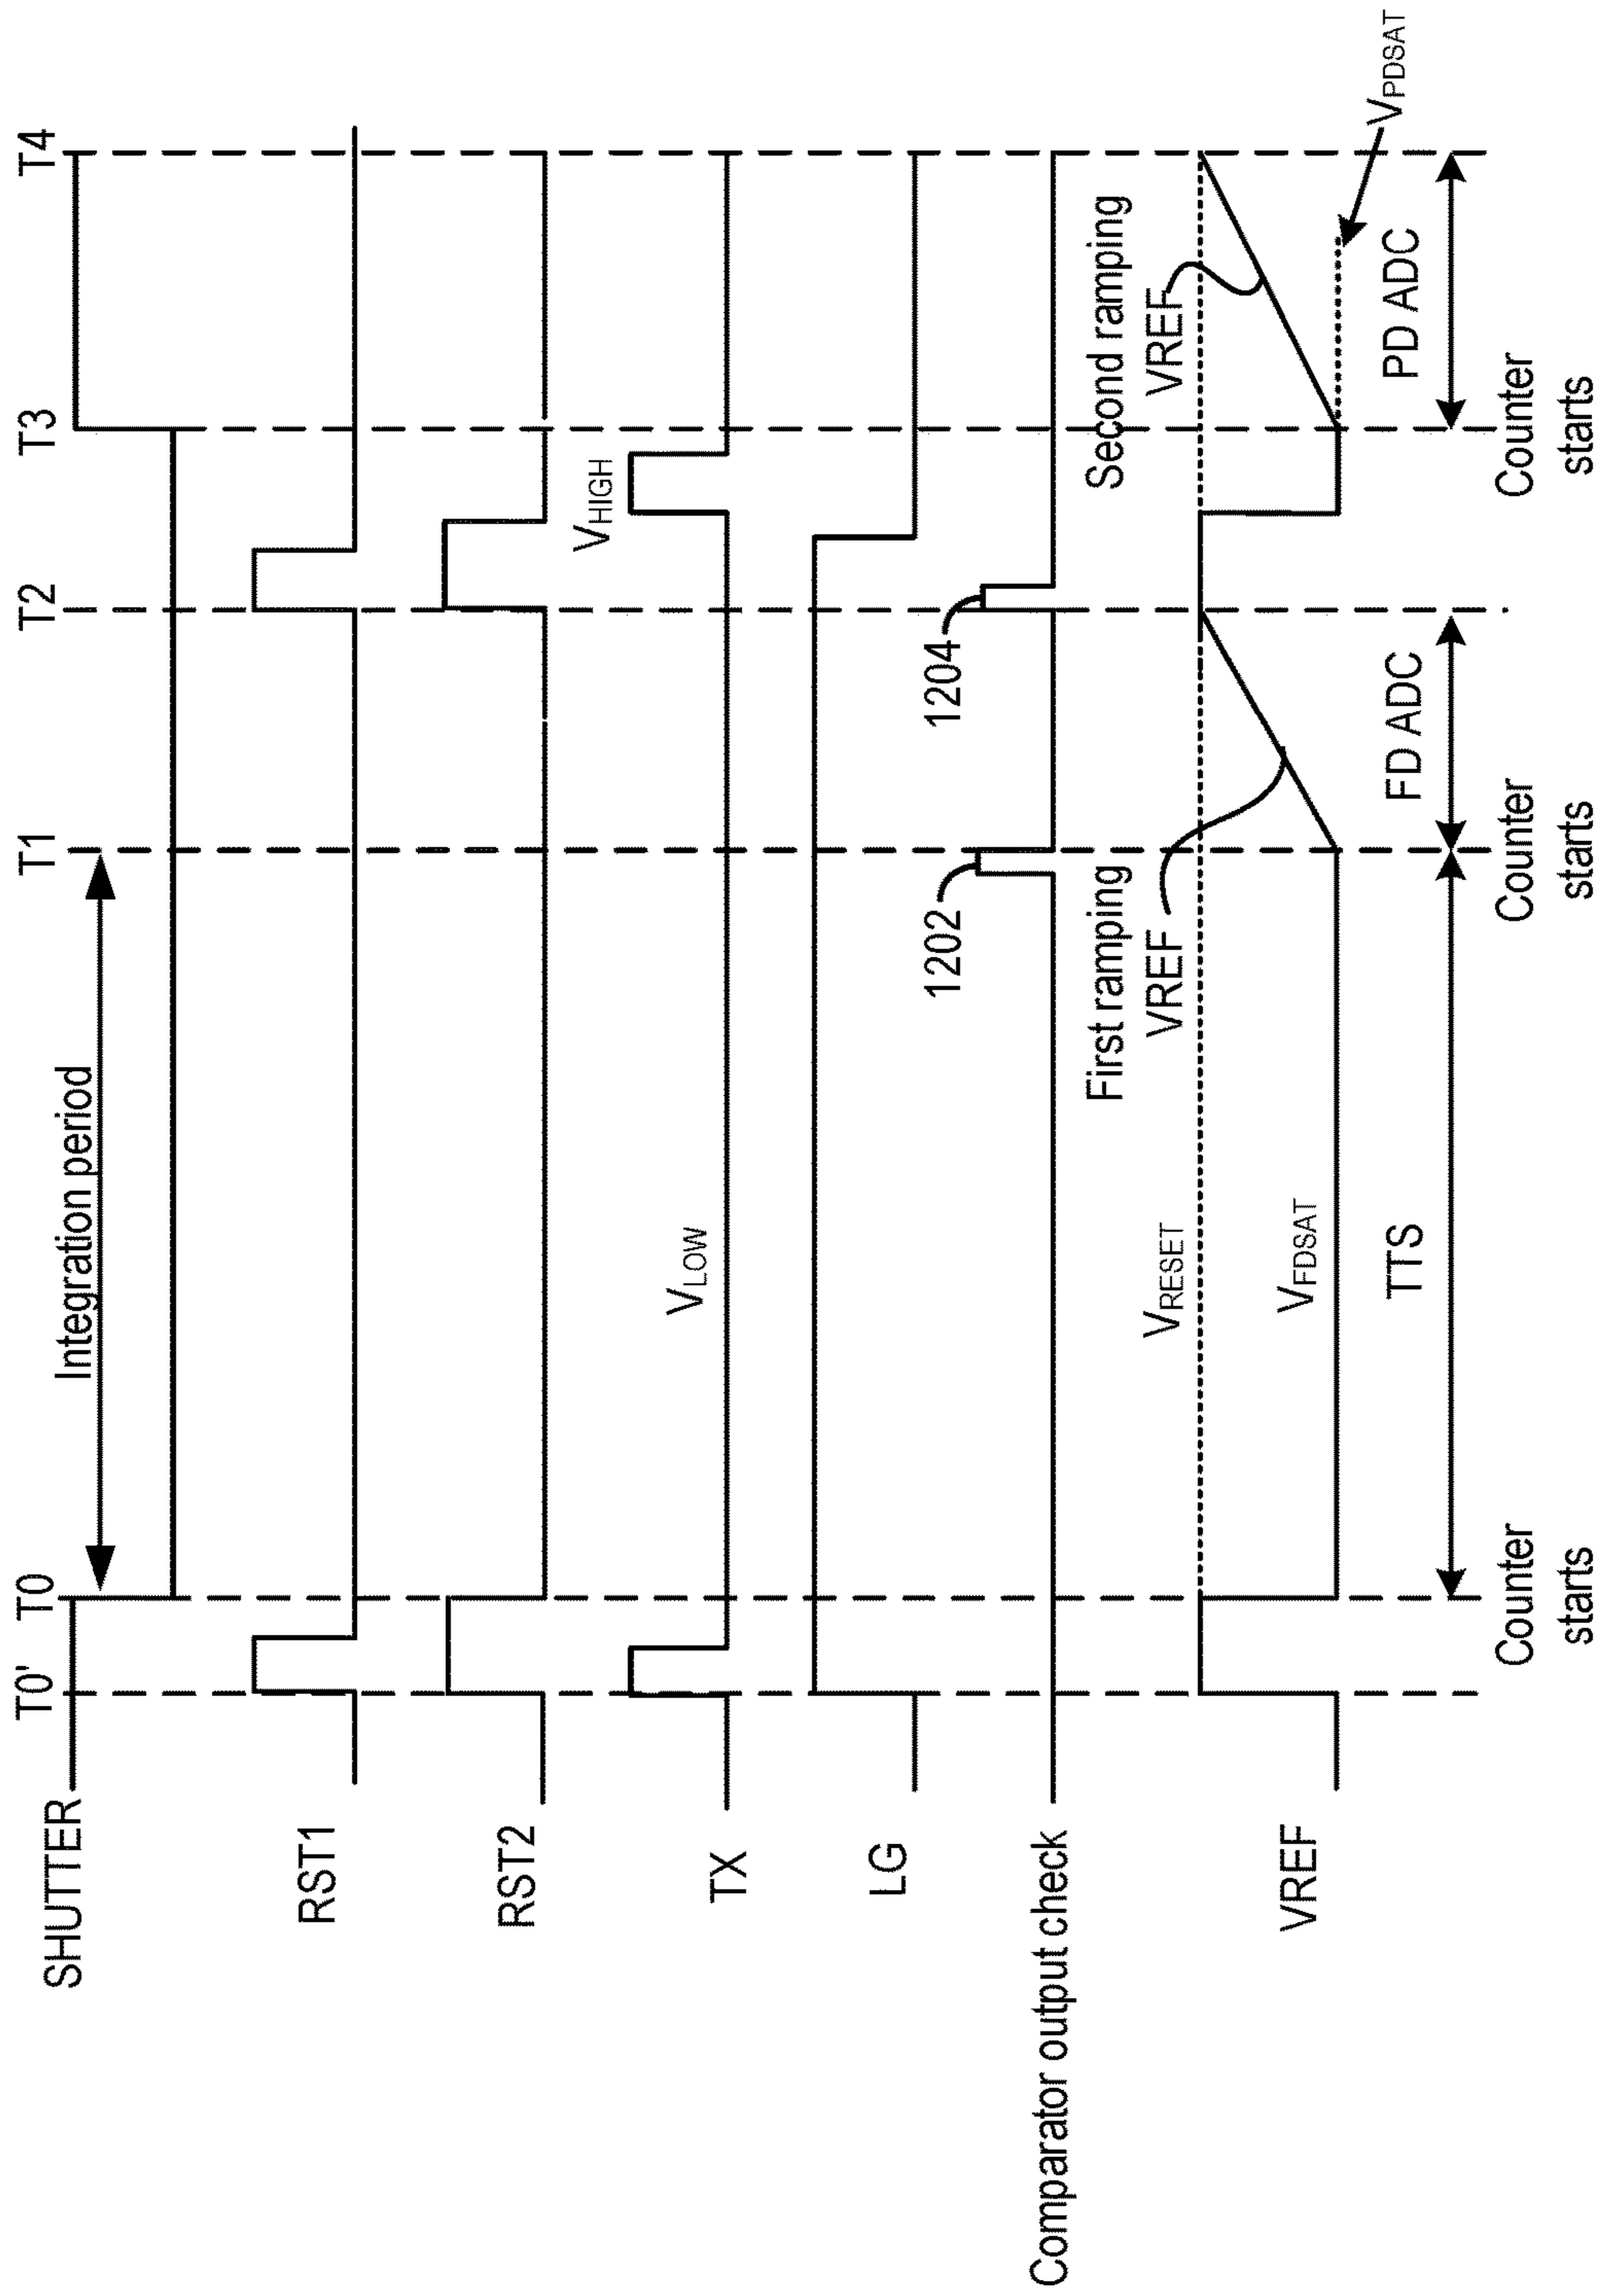 T0'
T0
T1
T2
T3
T4
SHUTTER
Integration period
RST1
RST2
VHIGH
TX
VLOW
LG
1202
1204
Comparator output check
First ramping
VREF
Second ramping
VREF
VREF
VRESET
VFDSAT
VPDSAT
TTS
FD ADC
PD ADC
Counter
starts
Counter
starts
Counter
starts